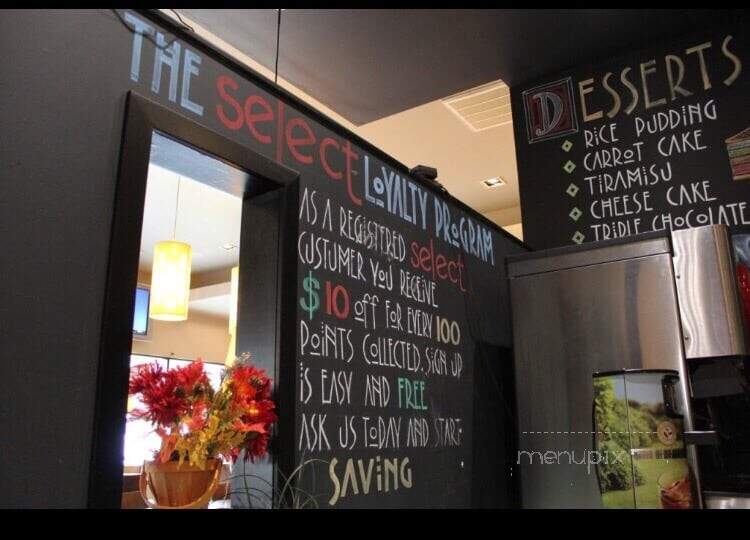 THE select LOYALTY PROGRAM
AS A REGISTERED select
CUSTUMER YOU RECEIVE
$10 off FOR EVERY 100
POINTS COLLECTED. SIGN UP
IS EASY AND FREE
ASK US TODAY AND START
SAVING
DESSERTS
RICE PUDDING
CARROT CAKE
TIRAMISU
CHEESE CAKE
TRIPLE CHOCOLATE
menupix